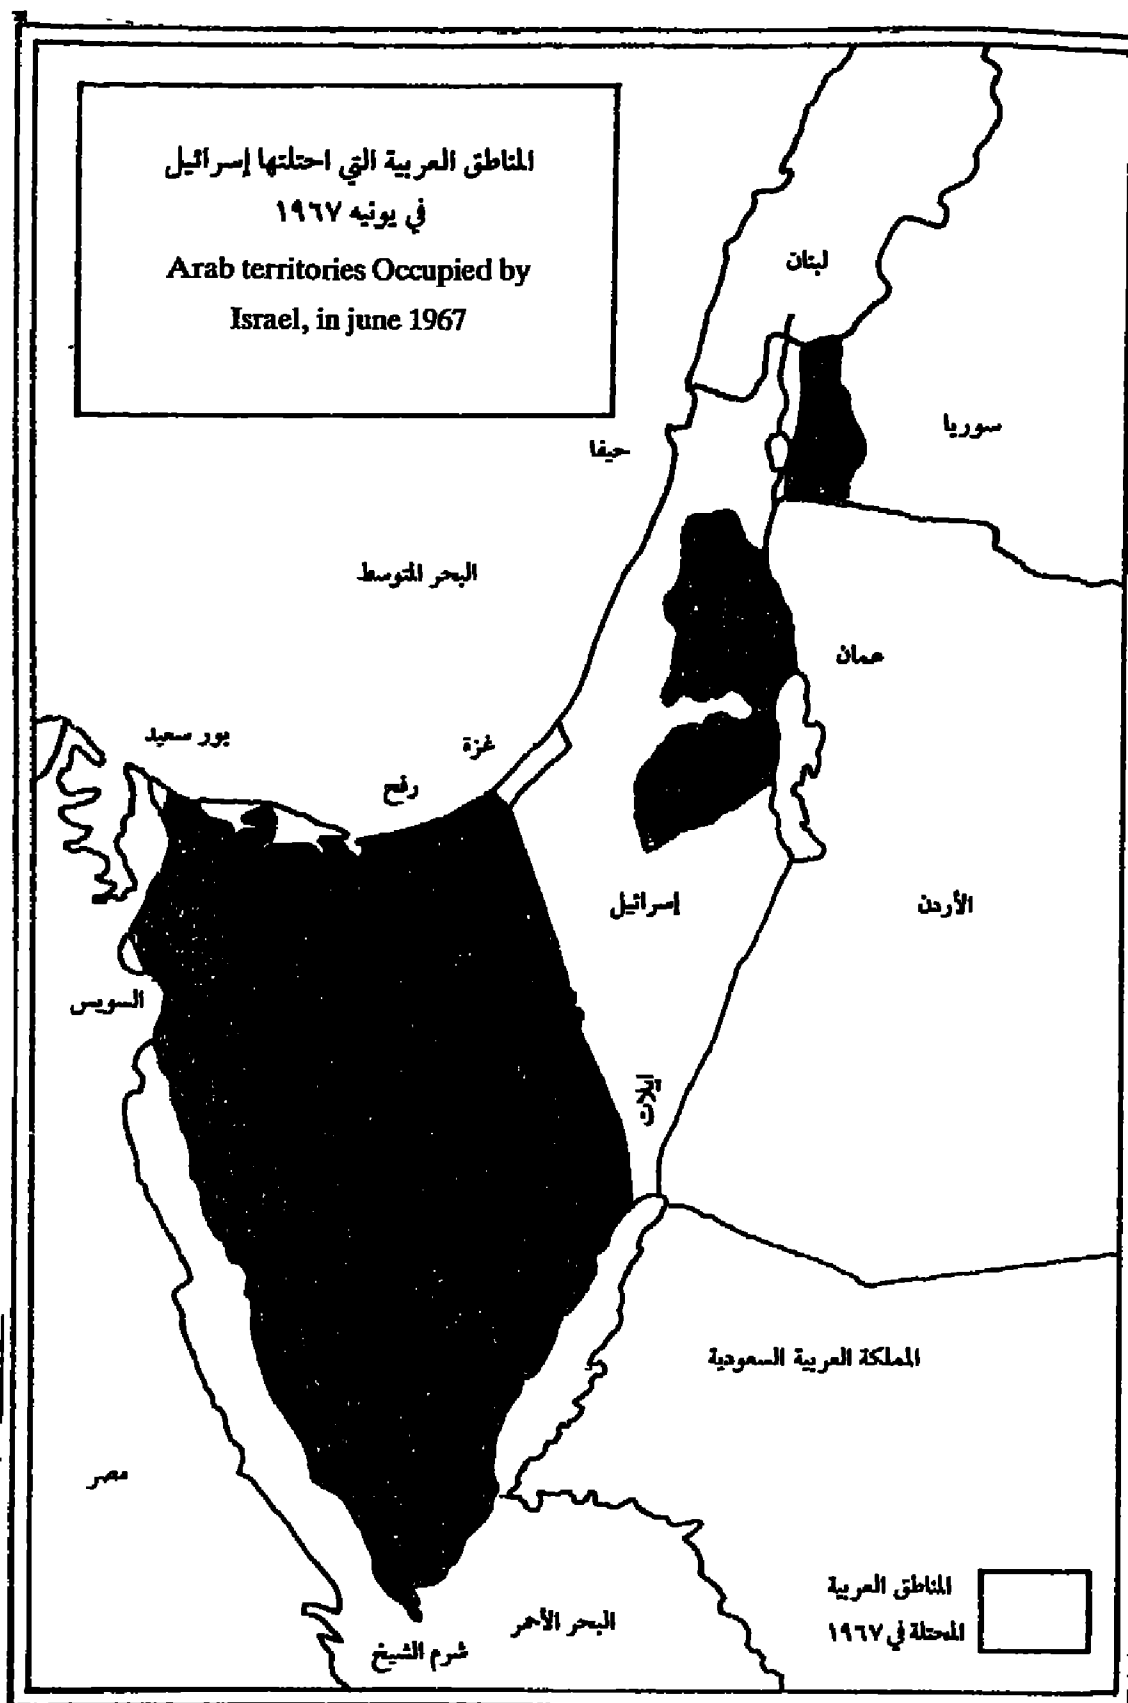 المناطق العربية التي احتلتها إسرائيل
في يونيه ١٩٦٧
Arab territories Occupied by
Israel, in june 1967
لبنان
سوريا
حيفا
البحر المتوسط
عمان
بور سعيد
غزة
رفح
إسرائيل
الأردن
السويس
إيلات
المملكة العربية السعودية
مصر
المناطق العربية
المحتلة في ١٩٦٧
البحر الأحمر
شرم الشيخ